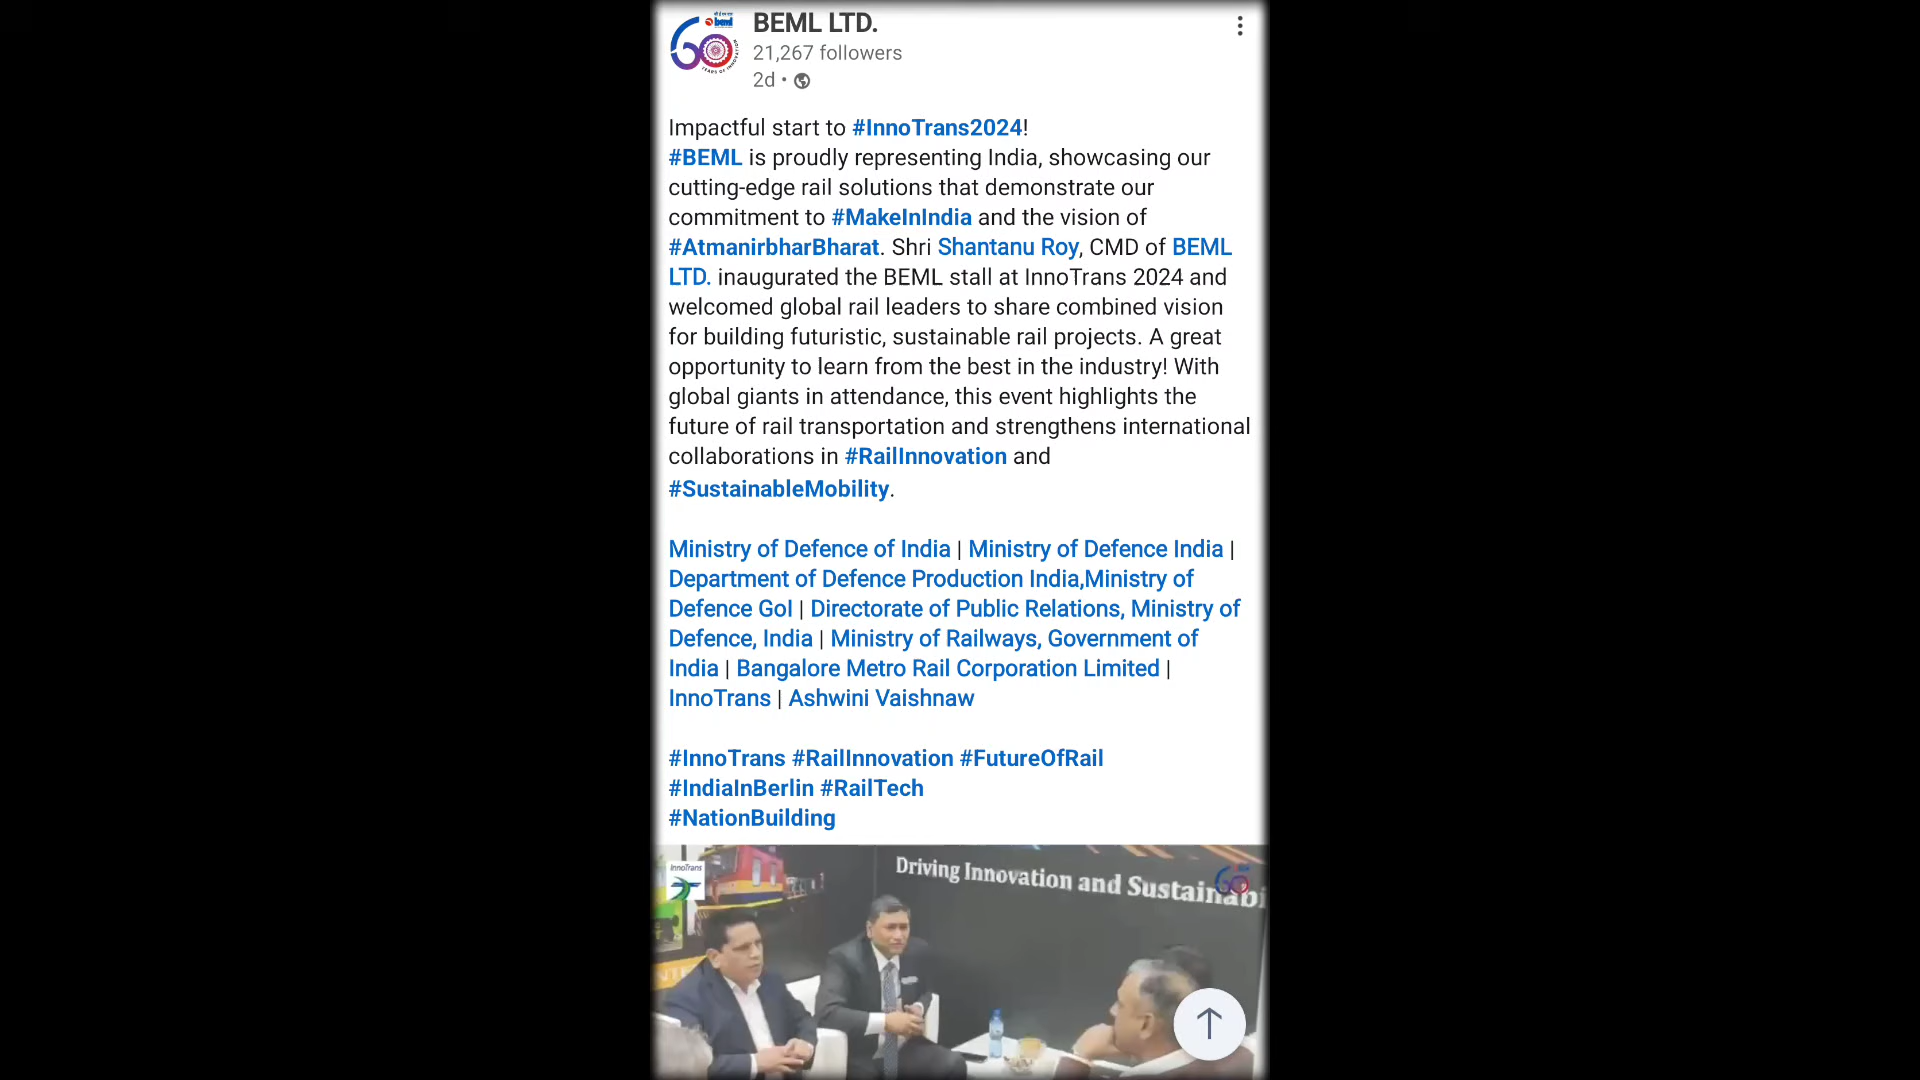 BEML LTD.
21,267 followers
2d •
Impactful start to #InnoTrans2024!
#BEML is proudly representing India, showcasing our
cutting-edge rail solutions that demonstrate our
commitment to #MakeInIndia and the vision of
#AtmanirbharBharat. Shri Shantanu Roy, CMD of BEML
LTD. inaugurated the BEML stall at InnoTrans 2024 and
welcomed global rail leaders to share combined vision
for building futuristic, sustainable rail projects. A great
opportunity to learn from the best in the industry! With
global giants in attendance, this event highlights the
future of rail transportation and strengthens international
collaborations in #RailInnovation and
#SustainableMobility.
Ministry of Defence of India | Ministry of Defence India |
Department of Defence Production India,Ministry of
Defence GoI | Directorate of Public Relations, Ministry of
Defence, India | Ministry of Railways, Government of
India | Bangalore Metro Rail Corporation Limited |
InnoTrans | Ashwini Vaishnaw
#InnoTrans #RailInnovation #FutureOfRail
#IndiaInBerlin #RailTech
#NationBuilding
InnoTrans
Driving Innovation and Sustainabi
60